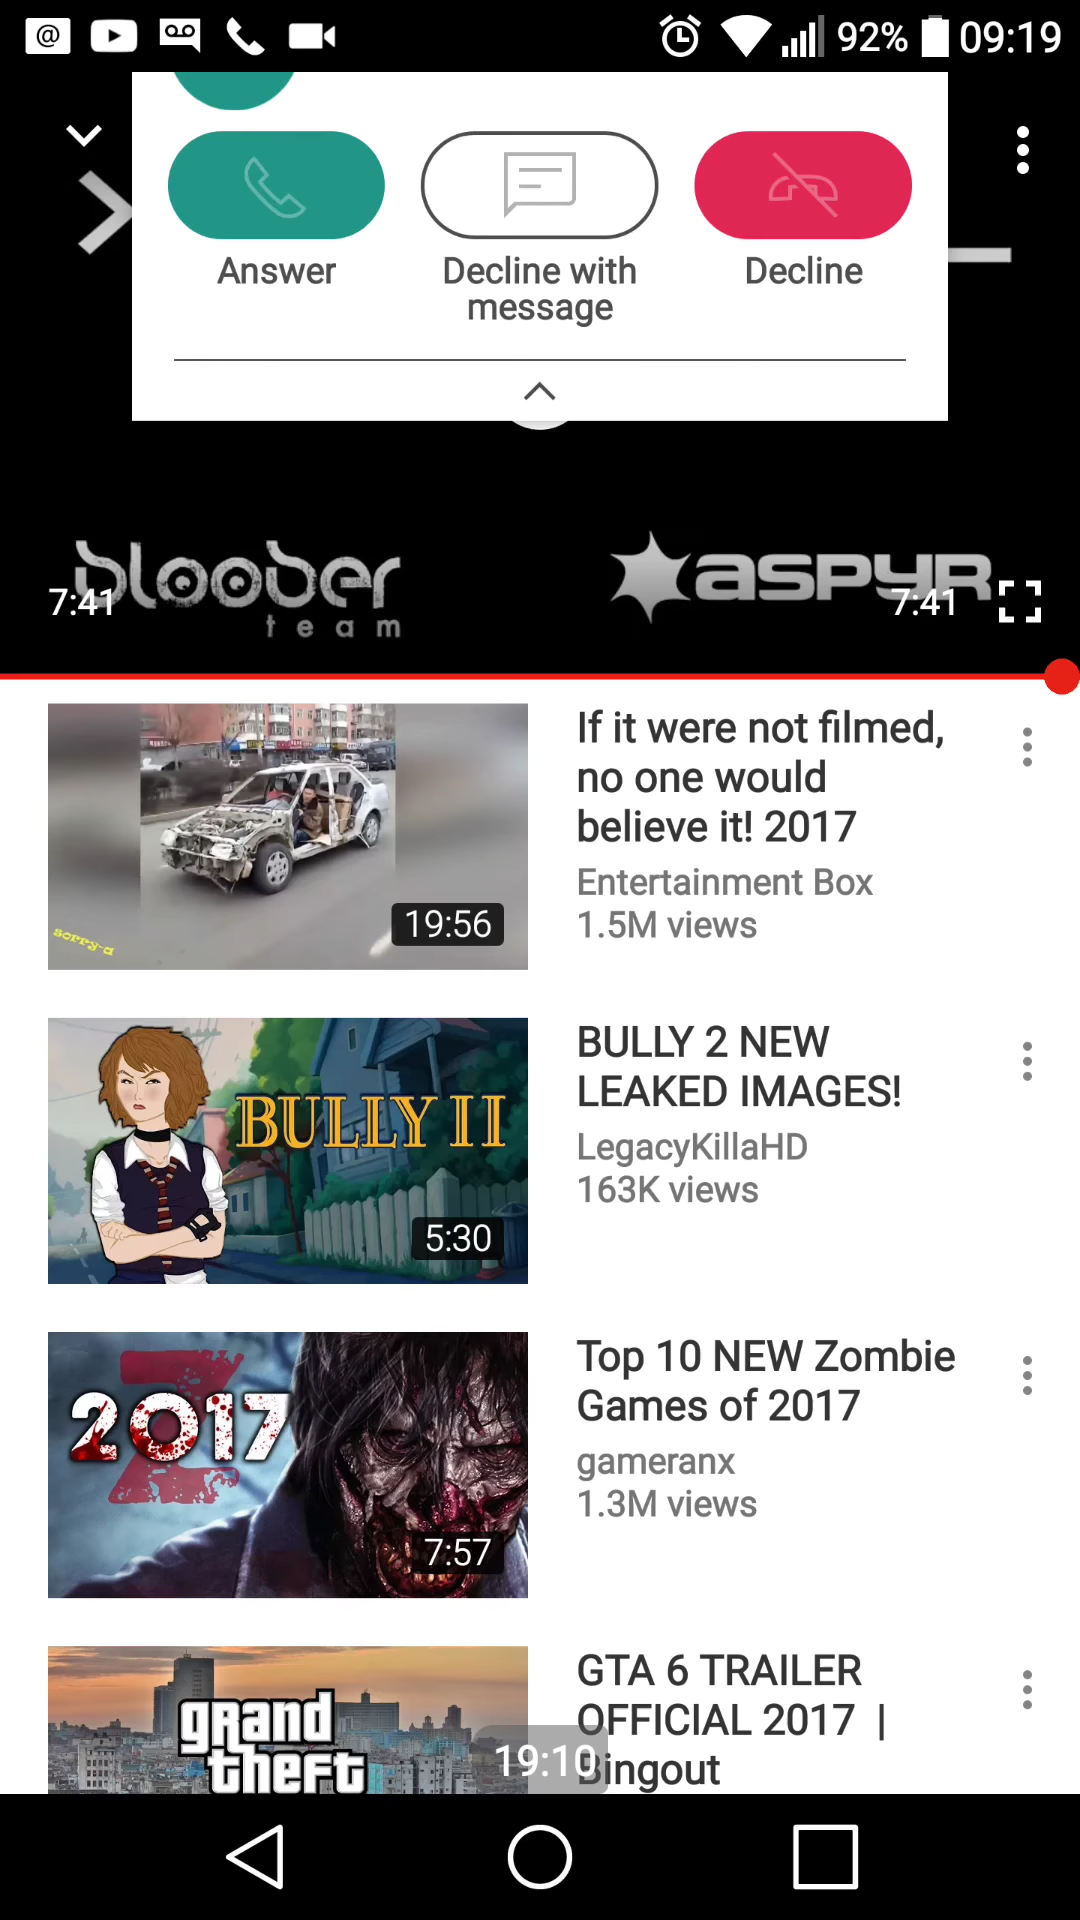 @ 92% 09:19
Answer
Decline with
message
Decline
bloober
team
ASPYR
7:41
7:41
If it were not filmed,
no one would
believe it! 2017
Entertainment Box
1.5M views
19:56
sorry-a
BULLY 2 NEW
LEAKED IMAGES!
LegacyKillaHD
163K views
BULLY II
5:30
Top 10 NEW Zombie
Games of 2017
gameranx
1.3M views
Z
2017
7:57
GTA 6 TRAILER
OFFICIAL 2017 |
Bingout
grand
theft
19:10